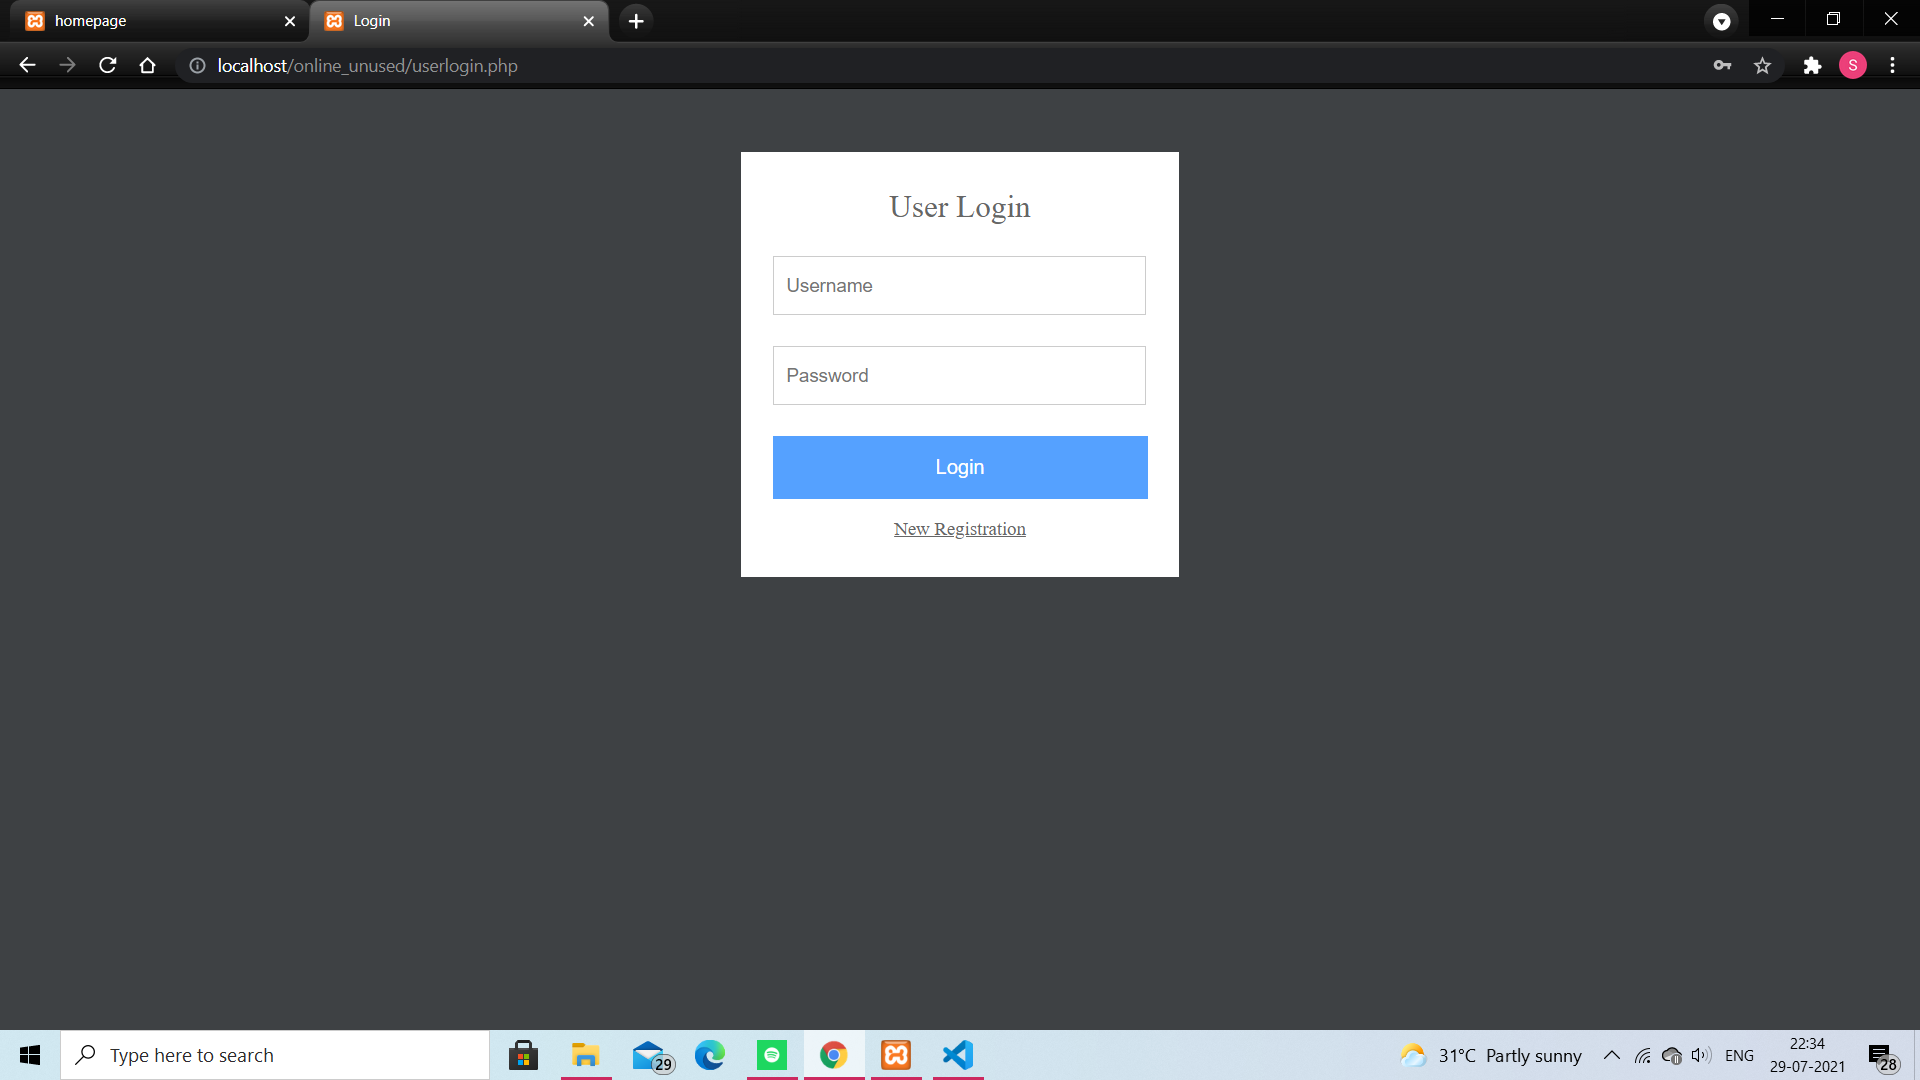 homepage
Login
localhost/online_unused/userlogin.php
S
User Login
Username
Password
Login
New Registration
Type here to search
29
31°C Partly sunny
ENG
22:34
29-07-2021
28